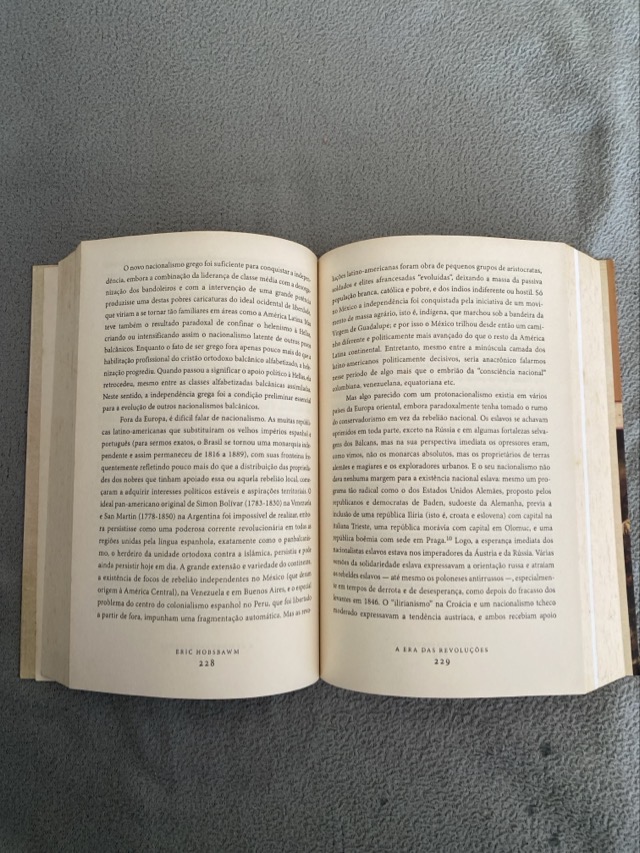 O novo nacionalismo grego foi suficiente para conquistar a indepen-
dência, embora a combinação da liderança de classe média com a desorga-
nização dos bandoleiros e com a intervenção de uma grande potência
produzisse uma destas pobres caricaturas do ideal ocidental de liberdade
que viriam a se tornar tão familiares em áreas como a América Latina. Mas
teve também o resultado paradoxal de confinar o helenismo à Hélade,
criando ou intensificando assim o nacionalismo latente de outros povos
balcânicos. Enquanto o fato de ser grego fora apenas pouco mais do que a
habilitação profissional do cristão ortodoxo balcânico alfabetizado, a hele-
nização progrediu. Quando passou a significar o apoio político à Hélade,
retrocedeu, mesmo entre as classes alfabetizadas balcânicas assimiladas.
Neste sentido, a independência grega foi a condição preliminar essencial
para a evolução de outros nacionalismos balcânicos.
Fora da Europa, é difícil falar de nacionalismo. As muitas repúbli-
cas latino-americanas que substituíram os velhos impérios espanhol e
português (para sermos exatos, o Brasil se tornou uma monarquia inde-
pendente e assim permaneceu de 1816 a 1889), com suas fronteiras fre-
quentemente refletindo pouco mais do que a distribuição das proprieda-
des dos nobres que tinham apoiado essa ou aquela rebelião local, come-
çaram a adquirir interesses políticos estáveis e aspirações territoriais. O
ideal pan-americano original de Simon Bolívar (1783-1830) na Venezuela
e San Martín (1778-1850) na Argentina foi impossível de realizar, embo-
ra persistisse como uma poderosa corrente revolucionária em todas as
regiões unidas pela língua espanhola, exatamente como o panbalcanis-
mo, o herdeiro da unidade ortodoxa contra a islâmica, persistiu e pode
ainda persistir hoje em dia. A grande extensão e variedade do continente,
a existência de focos de rebelião independentes no México (que deram
origem à América Central), na Venezuela e em Buenos Aires, e o especial
problema do centro do colonialismo espanhol no Peru, que foi libertado
a partir de fora, impunham uma fragmentação automática. Mas as revo-
ERIC HOBSBAWM
228
luções latino-americanas foram obra de pequenos grupos de aristocratas,
soldados e elites afrancesadas "evoluídas", deixando a massa da passiva
população branca, católica e pobre, e dos índios indiferente ou hostil. Só
no México a independência foi conquistada pela iniciativa de um movi-
mento de massa agrário, isto é, indígena, que marchou sob a bandeira da
Virgem de Guadalupe; e por isso o México trilhou desde então um cami-
nho diferente e politicamente mais avançado do que o resto da América
Latina continental. Entretanto, mesmo entre a minúscula camada dos
latino-americanos politicamente decisivos, seria anacrônico falarmos
nesse período de algo mais que o embrião da "consciência nacional"
colombiana, venezuelana, equatoriana etc.
Mas algo parecido com um protonacionalismo existia em vários
países da Europa oriental, embora paradoxalmente tenha tomado o rumo
do conservadorismo em vez da rebelião nacional. Os eslavos se achavam
oprimidos em toda parte, exceto na Rússia e em algumas fortalezas selva-
gens dos Bálcans, mas na sua perspectiva imediata os opressores eram,
como vimos, não os monarcas absolutos, mas os proprietários de terras
alemães e magiares e os exploradores urbanos. E o seu nacionalismo não
dava nenhuma margem para a existência nacional eslava: mesmo um pro-
grama tão radical como o dos Estados Unidos Alemães, proposto pelos
republicanos e democratas de Baden, sudoeste da Alemanha, previa a
inclusão de uma república Ilíria (isto é, croata e eslovena) com capital na
italiana Trieste, uma república morávia com capital em Olomuc, e uma
república boêmia com sede em Praga.¹⁰ Logo, a esperança imediata dos
nacionalistas eslavos estava nos imperadores da Áustria e da Rússia. Várias
versões da solidariedade eslava expressavam a orientação russa e atraíam
os rebeldes eslavos — até mesmo os poloneses antirrussos —, especialmen-
te em tempos de derrota e de desesperança, como depois do fracasso dos
levantes em 1846. O "ilirianismo" na Croácia e um nacionalismo tcheco
moderado expressavam a tendência austríaca, e ambos recebiam apoio
A ERA DAS REVOLUÇÕES
229